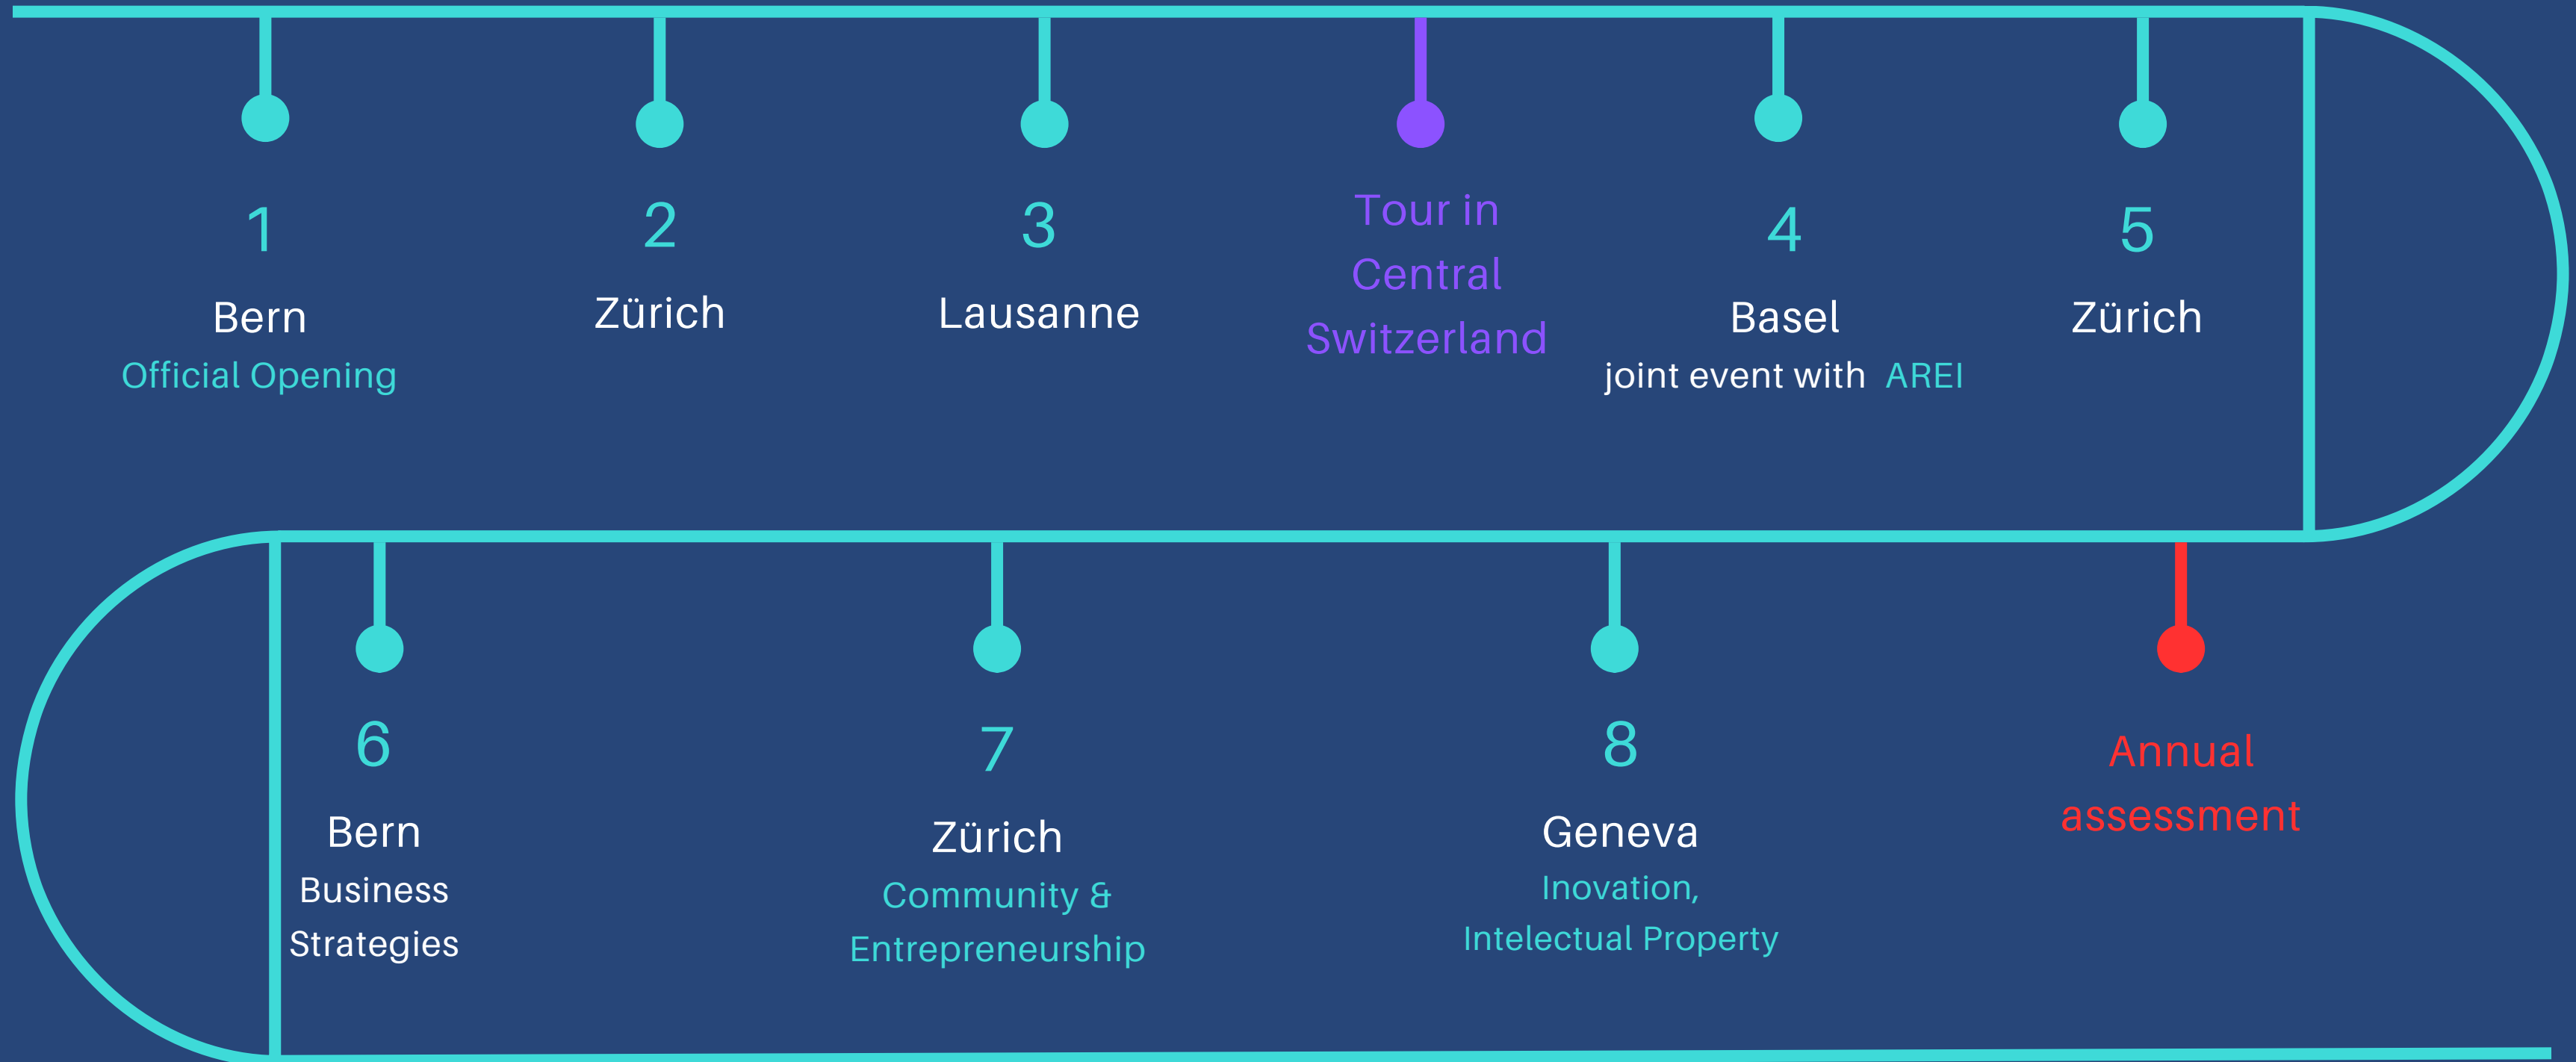 1
Bern
Official Opening
2
Zürich
3
Lausanne
Tour in
Central
Switzerland
4
Basel
joint event with AREI
5
Zürich
6
Bern
Business
Strategies
7
Zürich
Community &
Entrepreneurship
8
Geneva
Inovation,
Intelectual Property
Annual
assessment